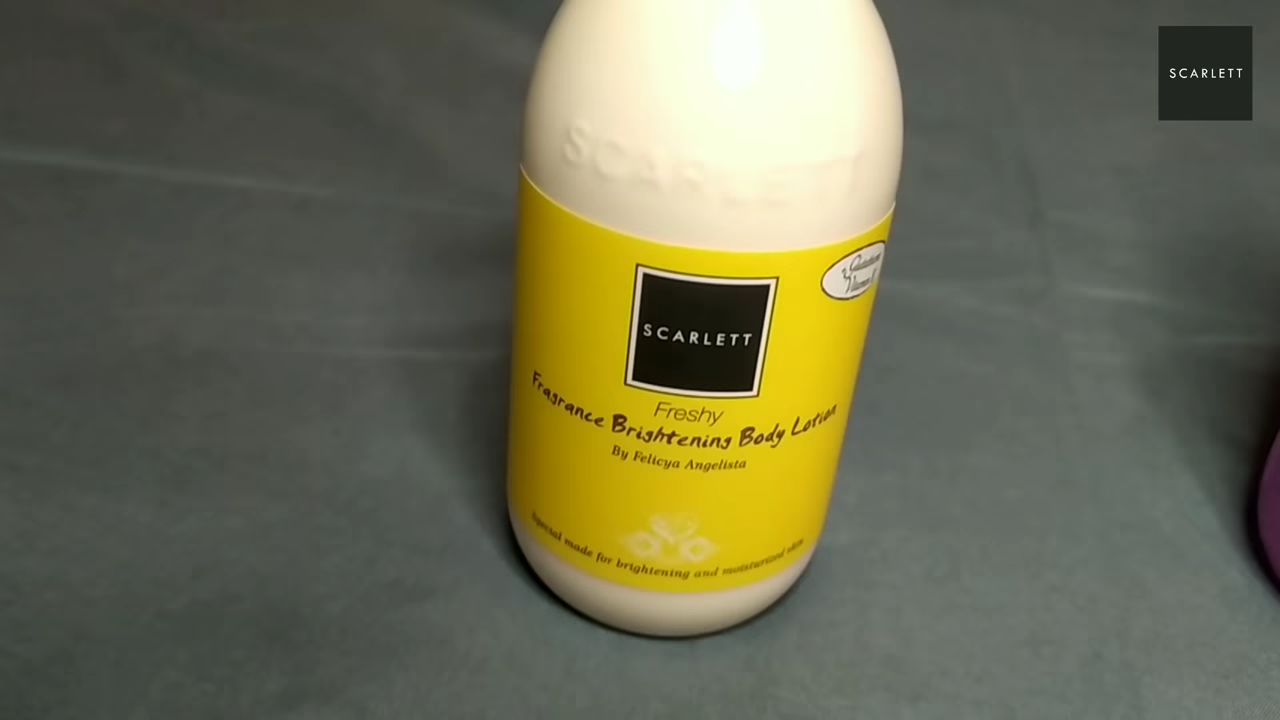 SCARLETT
SCARLETT
SCARLETT
Freshy
Fragrance Brightening Body Lotion
By Felicya Angelista
Special made for brightening and moisturized skin